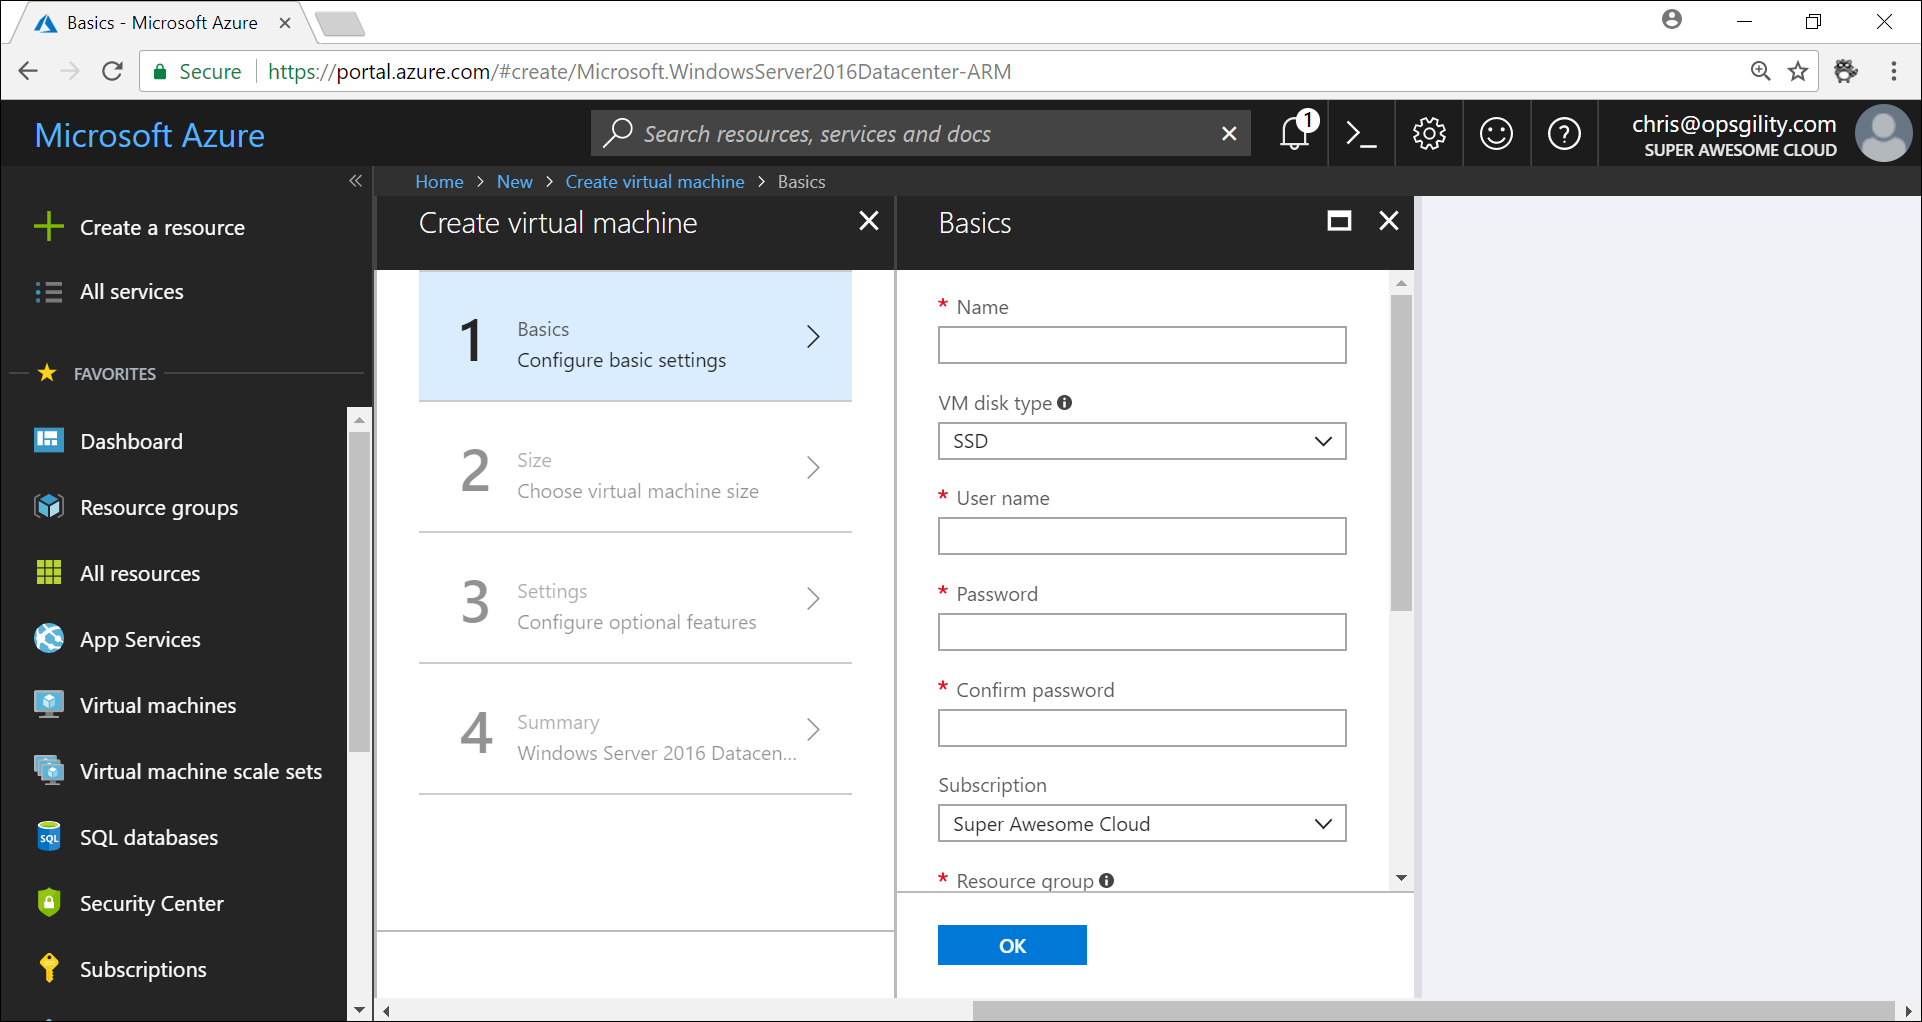 Basics - Microsoft Azure
Secure
https://portal.azure.com/#create/Microsoft.WindowsServer2016Datacenter-ARM
Microsoft Azure
Search resources, services and docs
1
chris@opsgility.com
SUPER AWESOME CLOUD
Home > New > Create virtual machine > Basics
Create a resource
All services
FAVORITES
Dashboard
Resource groups
All resources
App Services
Virtual machines
Virtual machine scale sets
SQL
SQL databases
Security Center
Subscriptions
Create virtual machine
1
Basics
Configure basic settings
2
Size
Choose virtual machine size
3
Settings
Configure optional features
4
Summary
Windows Server 2016 Datacen...
Basics
* Name
VM disk type
SSD
* User name
* Password
* Confirm password
Subscription
Super Awesome Cloud
* Resource group
OK